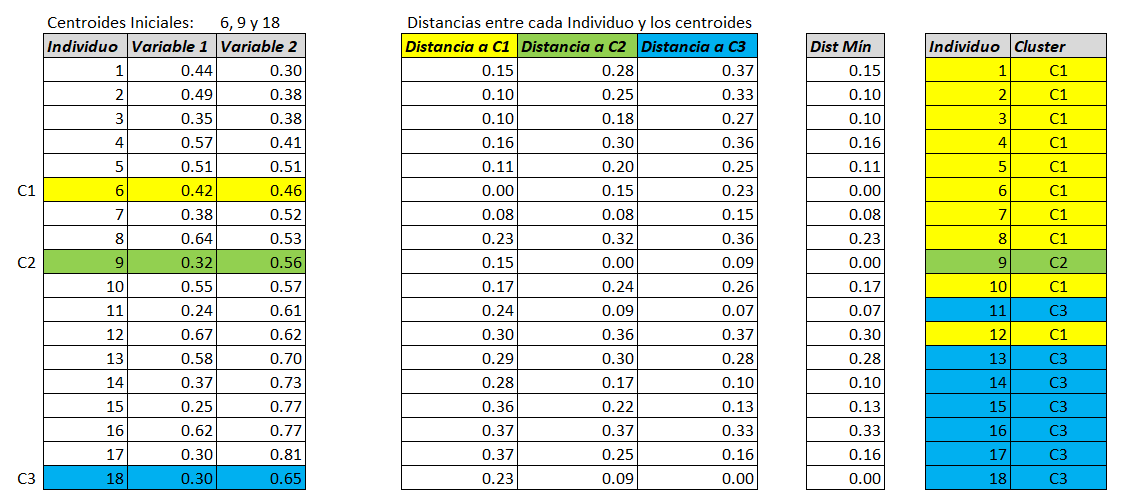 Centroides Iniciales: 6, 9 y 18 Distancias entre cada Individuo y los centroides
Individuo Variable 1 Variable 2 Distancia a C1 Distancia a C2 Distancia a C3 Dist Mín Individuo Cluster
1 0.44 0.30 0.15 0.28 0.37 0.15 1 C1
2 0.49 0.38 0.10 0.25 0.33 0.10 2 C1
3 0.35 0.38 0.10 0.18 0.27 0.10 3 C1
4 0.57 0.41 0.16 0.30 0.36 0.16 4 C1
5 0.51 0.51 0.11 0.20 0.25 0.11 5 C1
C1 6 0.42 0.46 0.00 0.15 0.23 0.00 6 C1
7 0.38 0.52 0.08 0.08 0.15 0.08 7 C1
8 0.64 0.53 0.23 0.32 0.36 0.23 8 C1
C2 9 0.32 0.56 0.15 0.00 0.09 0.00 9 C2
10 0.55 0.57 0.17 0.24 0.26 0.17 10 C1
11 0.24 0.61 0.24 0.09 0.07 0.07 11 C3
12 0.67 0.62 0.30 0.36 0.37 0.30 12 C1
13 0.58 0.70 0.29 0.30 0.28 0.28 13 C3
14 0.37 0.73 0.28 0.17 0.10 0.10 14 C3
15 0.25 0.77 0.36 0.22 0.13 0.13 15 C3
16 0.62 0.77 0.37 0.37 0.33 0.33 16 C3
17 0.30 0.81 0.37 0.25 0.16 0.16 17 C3
C3 18 0.30 0.65 0.23 0.09 0.00 0.00 18 C3